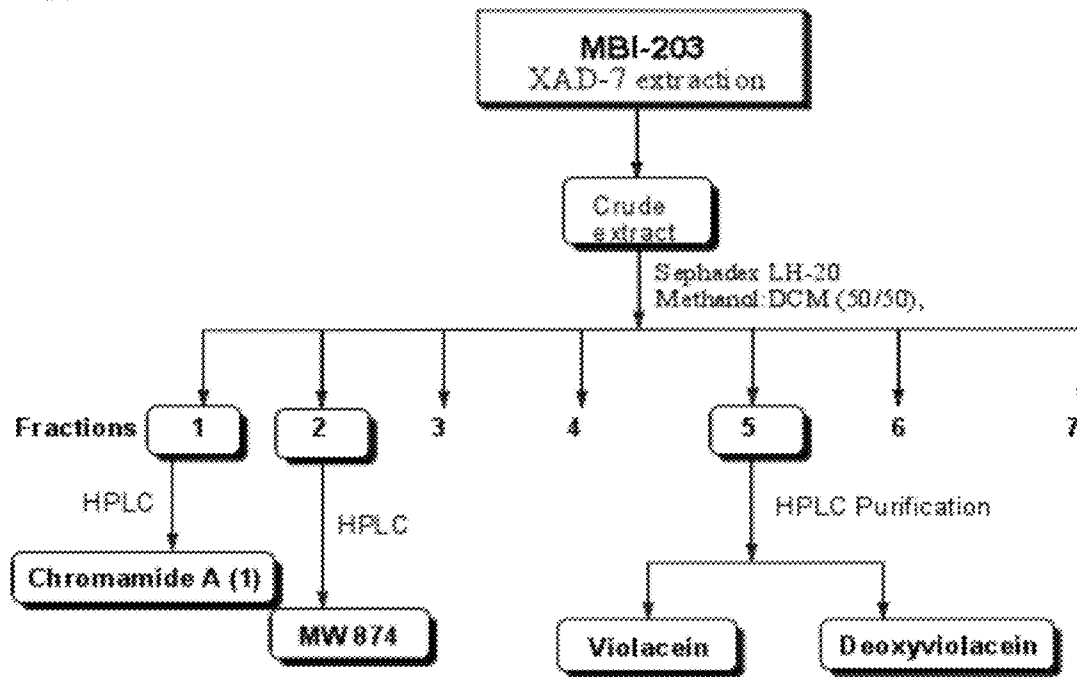 MBI-203
XAD-7 extraction
Crude
extract
Sephadex LH-20
Methanol:DCM (50/50),
Fractions 1 2 3 4 5 6 7
HPLC
HPLC
HPLC Purification
Chromamide A (1)
MW 874
Violacein
Deoxyviolacein